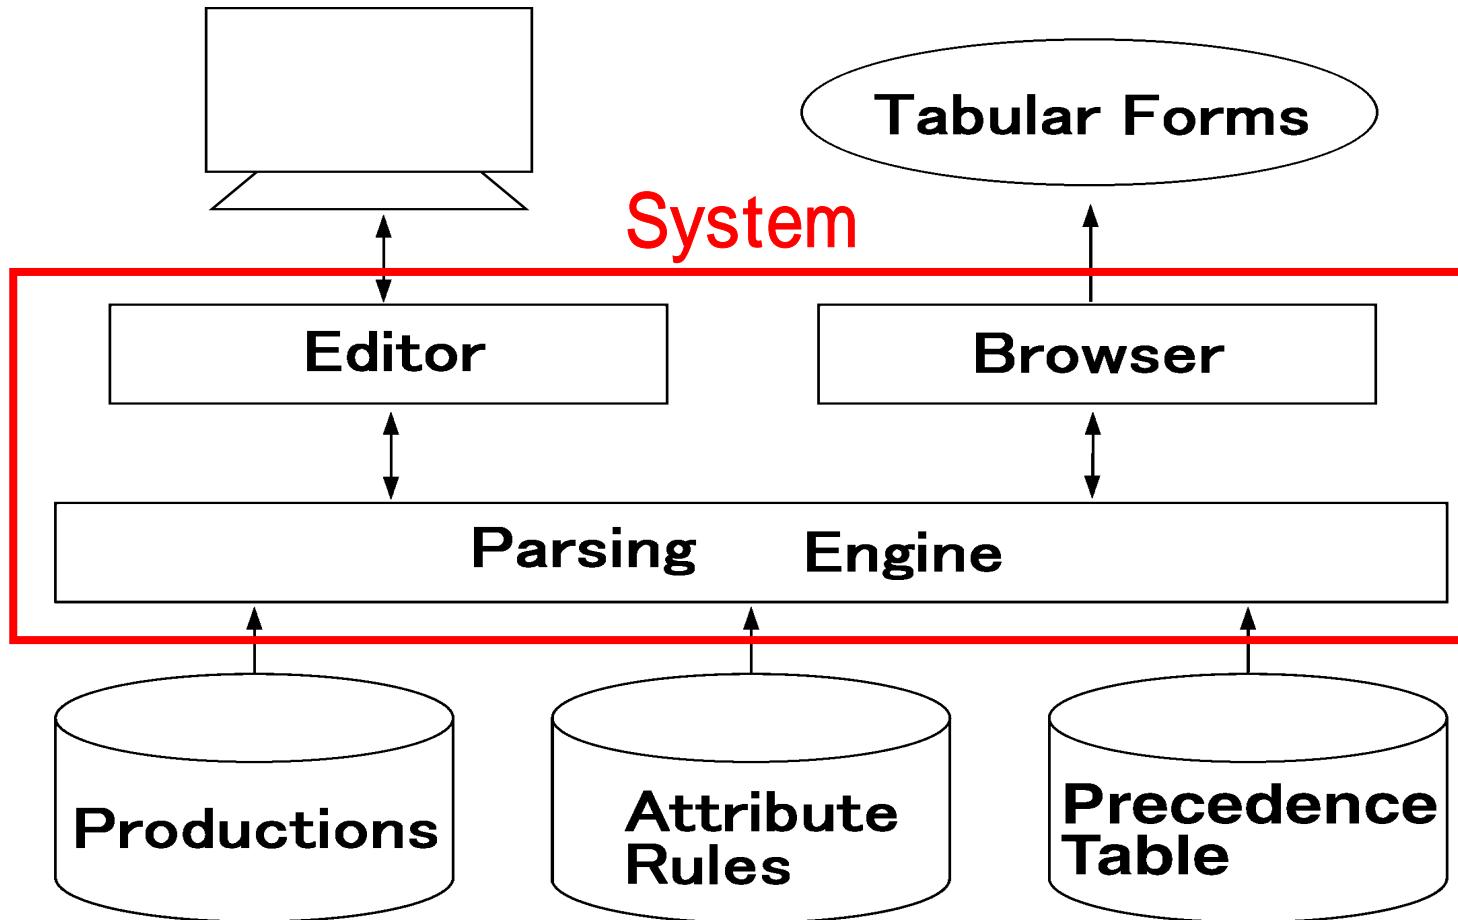 Tabular Forms
System
Editor
Browser
Parsing Engine
Productions
Attribute
Rules
Precedence
Table